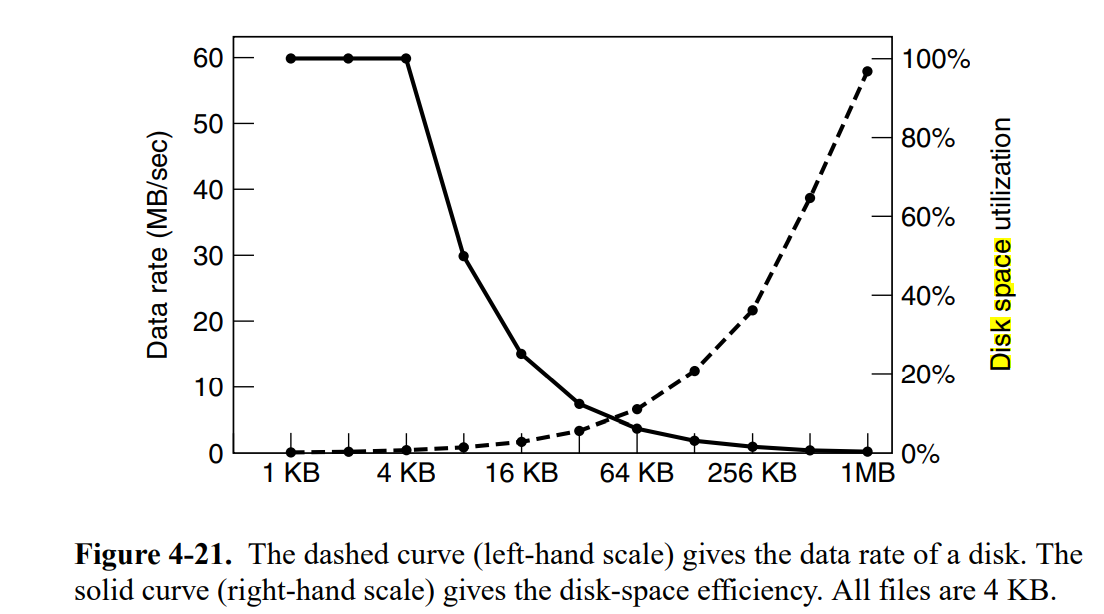 60
50
40
30
20
10
0
Data rate (MB/sec)
100%
80%
60%
40%
20%
0%
Disk space utilization
1 KB 4 KB 16 KB 64 KB 256 KB 1MB
Figure 4-21. The dashed curve (left-hand scale) gives the data rate of a disk. The
solid curve (right-hand scale) gives the disk-space efficiency. All files are 4 KB.